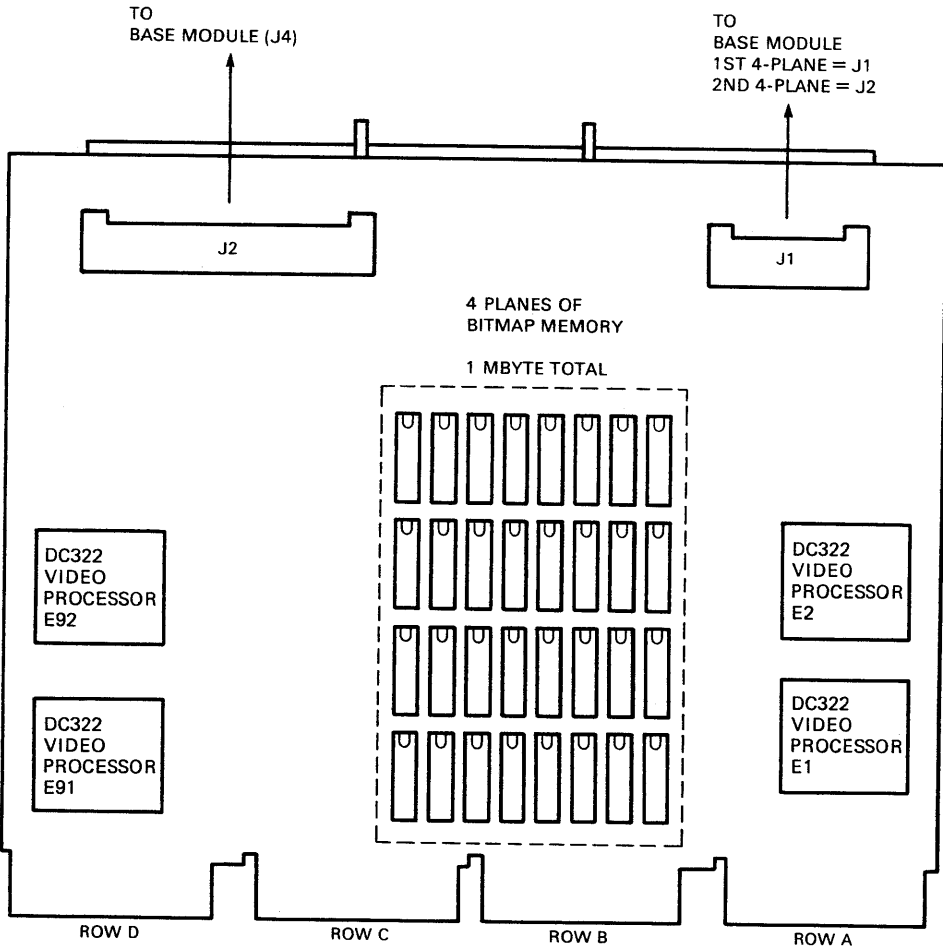 TO
BASE MODULE (J4)
TO
BASE MODULE
1ST 4-PLANE = J1
2ND 4-PLANE = J2
J2
J1
4 PLANES OF
BITMAP MEMORY
1 MBYTE TOTAL
DC322
VIDEO
PROCESSOR
E92
DC322
VIDEO
PROCESSOR
E2
DC322
VIDEO
PROCESSOR
E91
DC322
VIDEO
PROCESSOR
E1
ROW D
ROW C
ROW B
ROW A